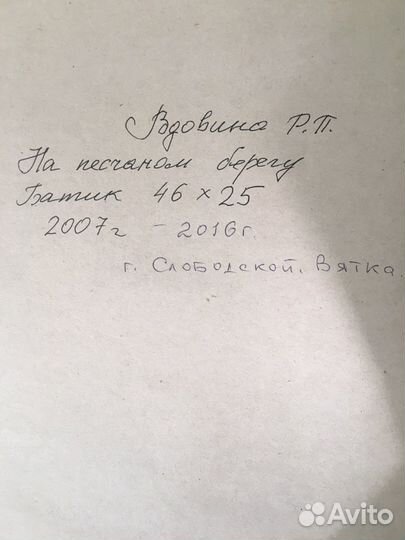 Вдовина Р.П.
На песчаном берегу
Батик 46 × 25
2007г - 2016г.
г. Слободской. Вятка.
Avito